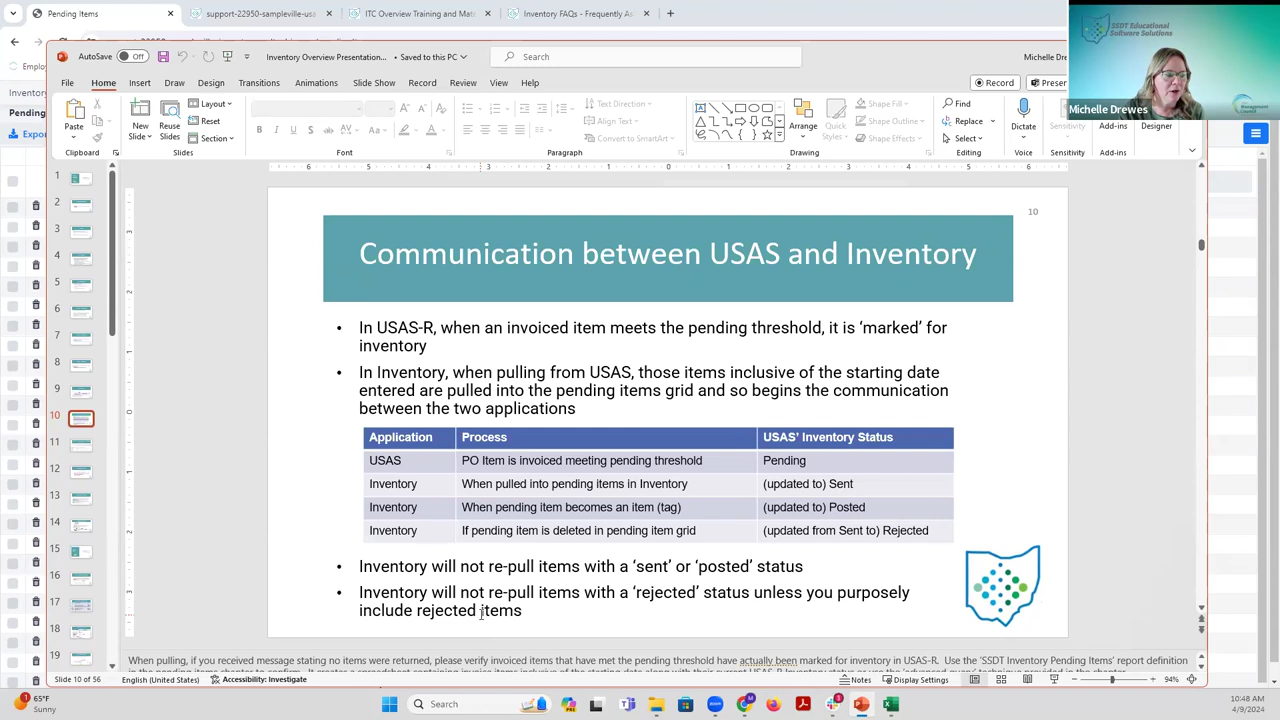 Pending Items
support-22950-sampleville-usa
ITC Overview Training and Mate
Inventory FAQs - Frequently As
SSDT Educational
Software Solutions
Michelle Drewes
AutoSave
Off
Inventory Overview Presentation... • Saved to this PC
Search
Michelle Dre
File
Home
Insert
Draw
Design
Transitions
Animations
Slide Show
Record
Review
View
Help
Record
Presen
Paste
New
Slide
Reuse
Slides
Layout
Reset
Section
Text Direction
Align Text
Convert to SmartArt
Arrange
Quick
Styles
Shape Fill
Shape Outline
Shape Effects
Find
Replace
Select
Dictate
Sensitivity
Add-ins
Designer
Clipboard
Slides
Font
Paragraph
Drawing
Editing
Voice
Sensitivity
Add-ins
10
Communication between USAS and Inventory
• In USAS-R, when an invoiced item meets the pending threshold, it is ‘marked’ for
inventory
• In Inventory, when pulling from USAS, those items inclusive of the starting date
entered are pulled into the pending items grid and so begins the communication
between the two applications
Application Process USAS’ Inventory Status
USAS PO Item is invoiced meeting pending threshold Pending
Inventory When pulled into pending items in Inventory (updated to) Sent
Inventory When pending item becomes an item (tag) (updated to) Posted
Inventory If pending item is deleted in pending item grid (updated from Sent to) Rejected
• Inventory will not re-pull items with a ‘sent’ or ‘posted’ status
• Inventory will not re-pull items with a ‘rejected’ status unless you purposely
include rejected items
When pulling, if you received message stating no items were returned, please verify invoiced items that have met the pending threshold have actually been marked for inventory in USAS-R. Use the ‘SSDT Inventory Pending Items’ report definition
Slide 10 of 56
English (United States)
Accessibility: Investigate
Notes
Display Settings
94%
65°F
Sunny
Search
10:48 AM
4/9/2024